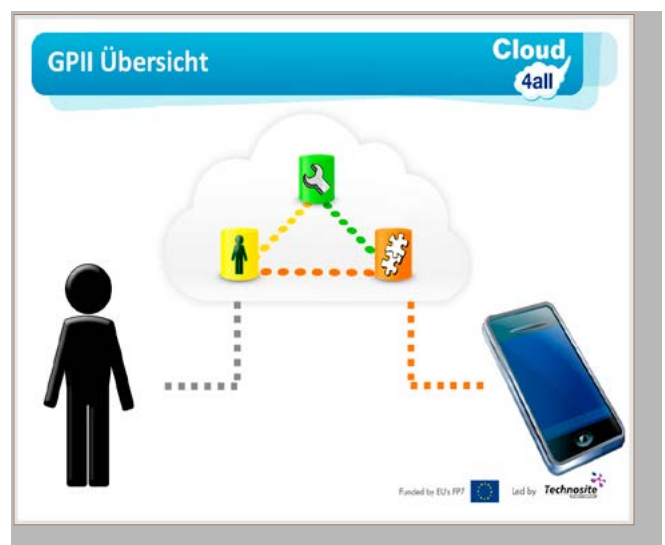 GPII Übersicht
Cloud
4all
Funded by EU's FP7
Led by Technosite